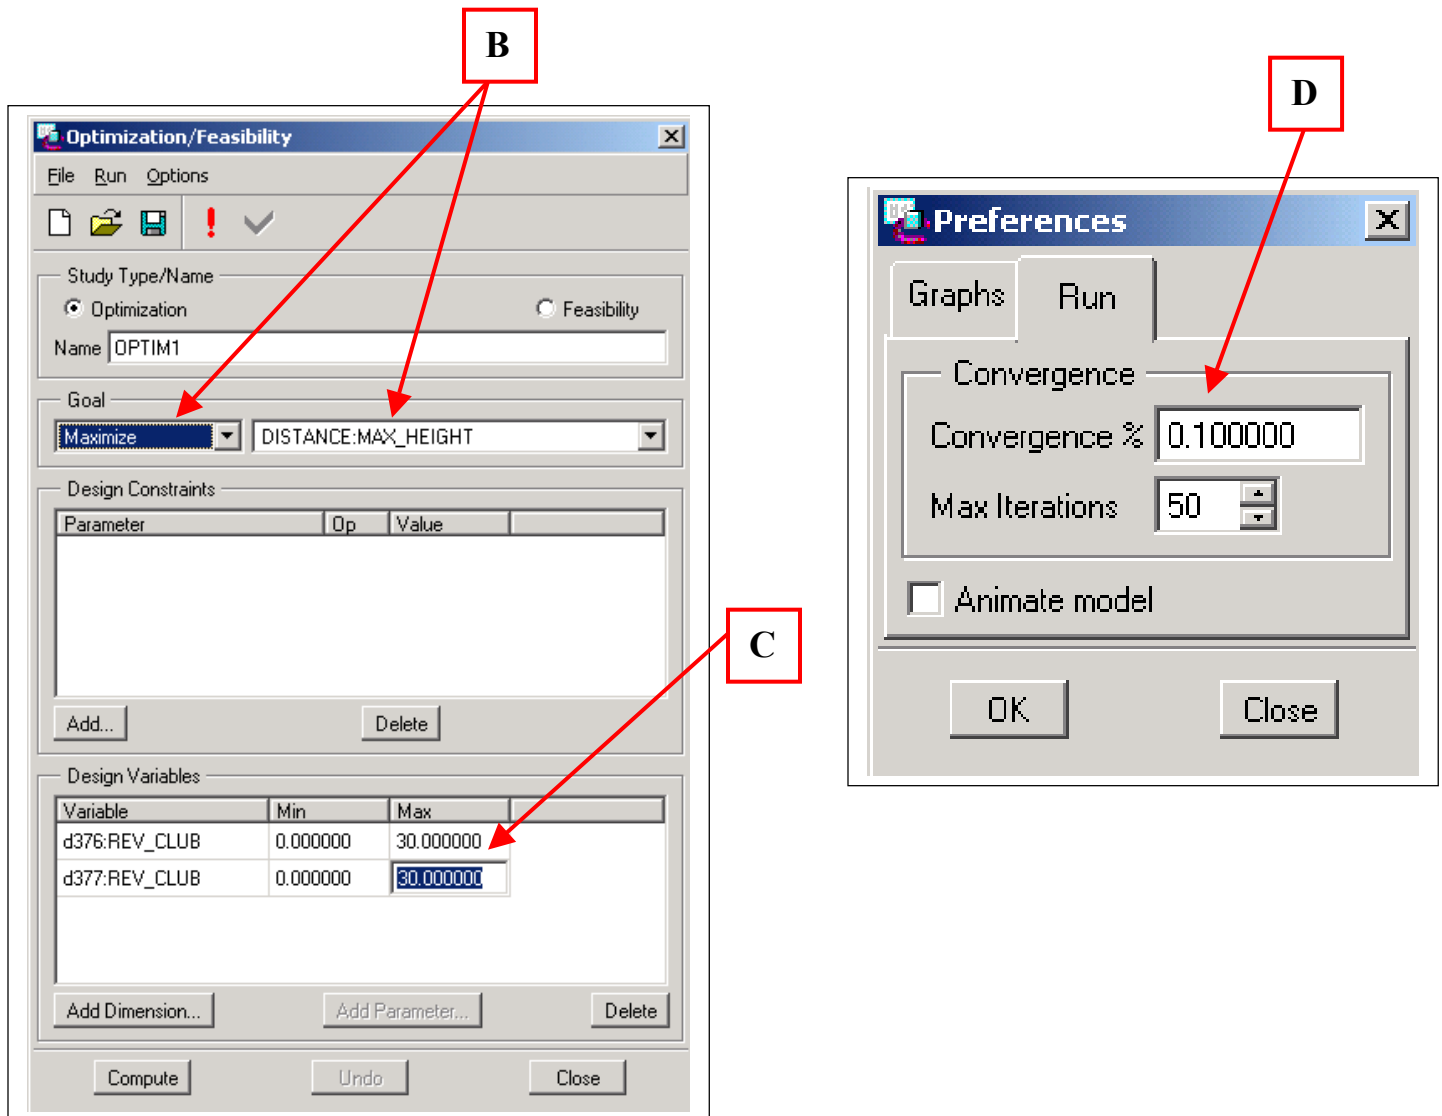 B
Optimization/Feasibility
File Run Options
Study Type/Name
Optimization Feasibility
Name OPTIM1
Goal
Maximize DISTANCE:MAX_HEIGHT
Design Constraints
Parameter Op Value
Add... Delete
Design Variables
Variable Min Max
d376:REV_CLUB 0.000000 30.000000
d377:REV_CLUB 0.000000 30.000000
Add Dimension... Add Parameter... Delete
Compute Undo Close
C
D
Preferences
Graphs Run
Convergence
Convergence % 0.100000
Max Iterations 50
Animate model
OK Close